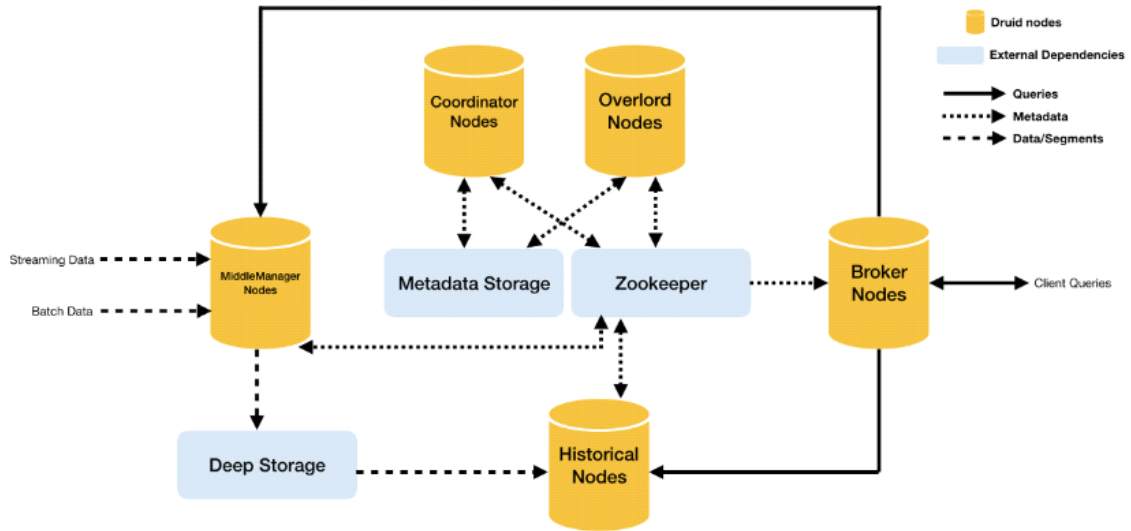 Druid nodes
External Dependencies
Queries
Metadata
Data/Segments
Coordinator
Nodes
Overlord
Nodes
Streaming Data
Batch Data
MiddleManager
Nodes
Metadata Storage
Zookeeper
Broker
Nodes
Client Queries
Deep Storage
Historical
Nodes